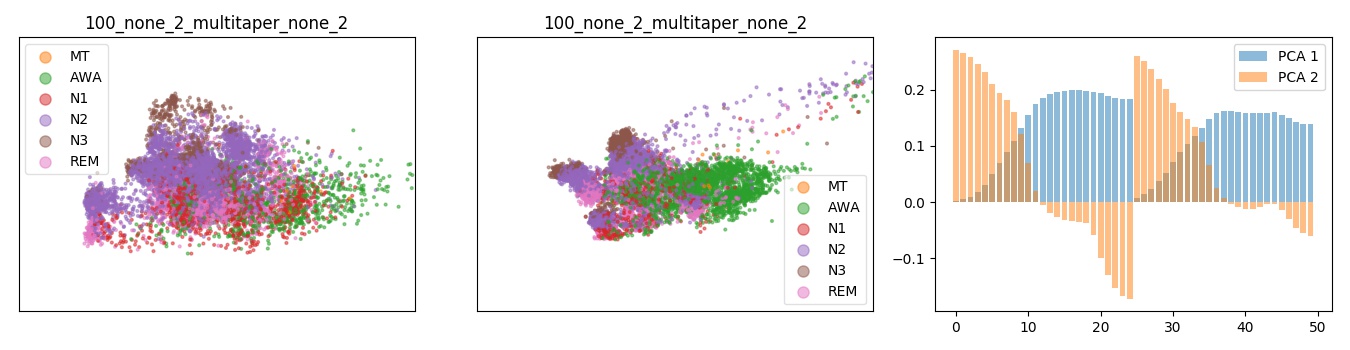 100_none_2_multitaper_none_2
MT
AWA
N1
N2
N3
REM
100_none_2_multitaper_none_2
MT
AWA
N1
N2
N3
REM
PCA 1
PCA 2
0.2
0.1
0.0
−0.1
0
10
20
30
40
50